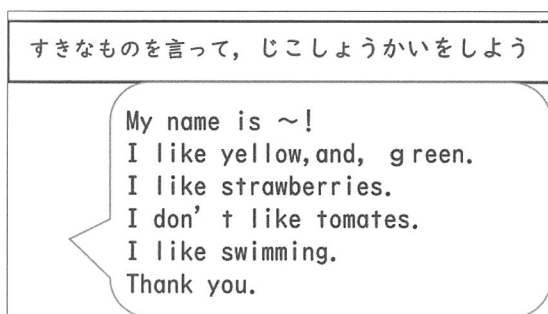 すきなものを言って，じこしょうかいをしよう
My name is ～!
I like yellow,and, green.
I like strawberries.
I don't like tomates.
I like swimming.
Thank you.